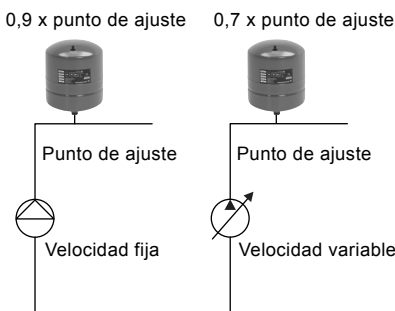 0,9 x punto de ajuste
0,7 x punto de ajuste
Punto de ajuste
Punto de ajuste
Velocidad fija
Velocidad variable